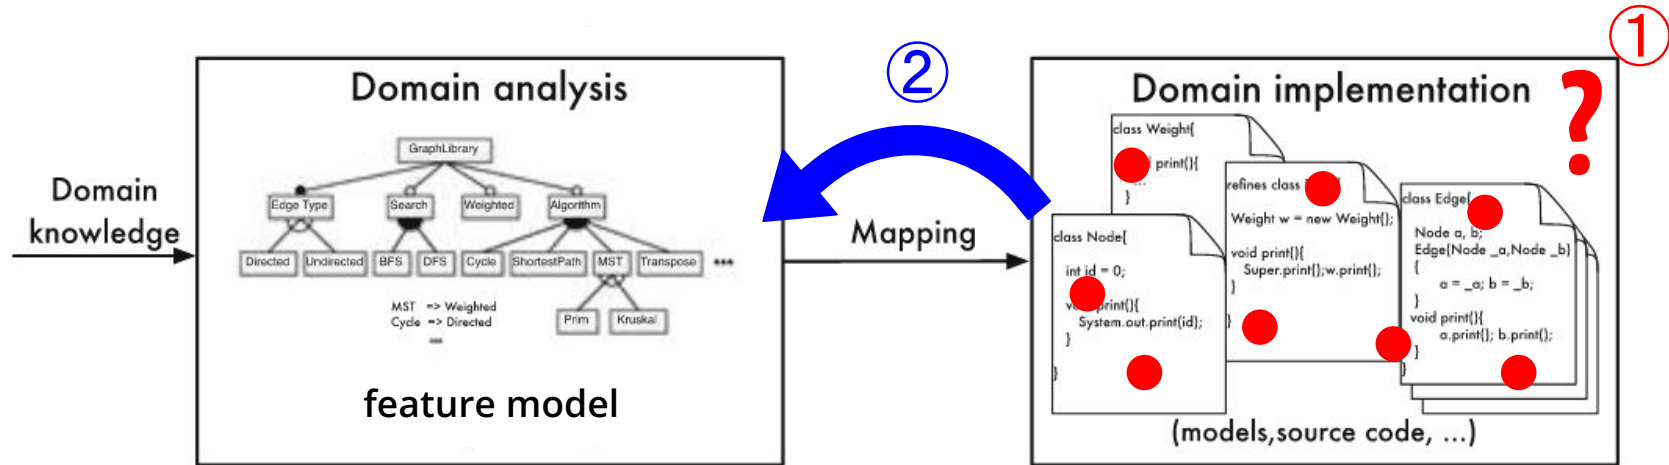 ①
②
Domain analysis
Domain implementation
?
Domain
knowledge
GraphLibrary
Edge Type
Search
Weighted
Algorithm
Directed
Undirected
BFS
DFS
Cycle
ShortestPath
MST
Transpose
•••
MST => Weighted
Cycle => Directed
•••
Prim
Kruskal
feature model
Mapping
class Weight{
print(){
...
}
refines class
Weight w = new Weight();
void print(){
Super.print();w.print();
}
}
class Edge{
Node a, b;
Edge(Node _a,Node _b)
{
a = _a; b = _b;
}
void print(){
a.print(); b.print();
}
}
class Node{
int id = 0;
print(){
System.out.print(id);
}
}
(models,source code, ...)